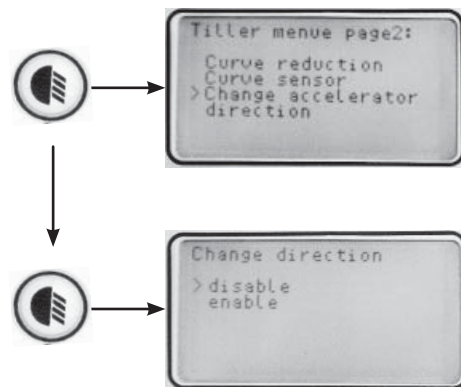 Tiller menue page2:
Curve reduction
Curve sensor
>Change accelerator
direction
Change direction
>disable
enable